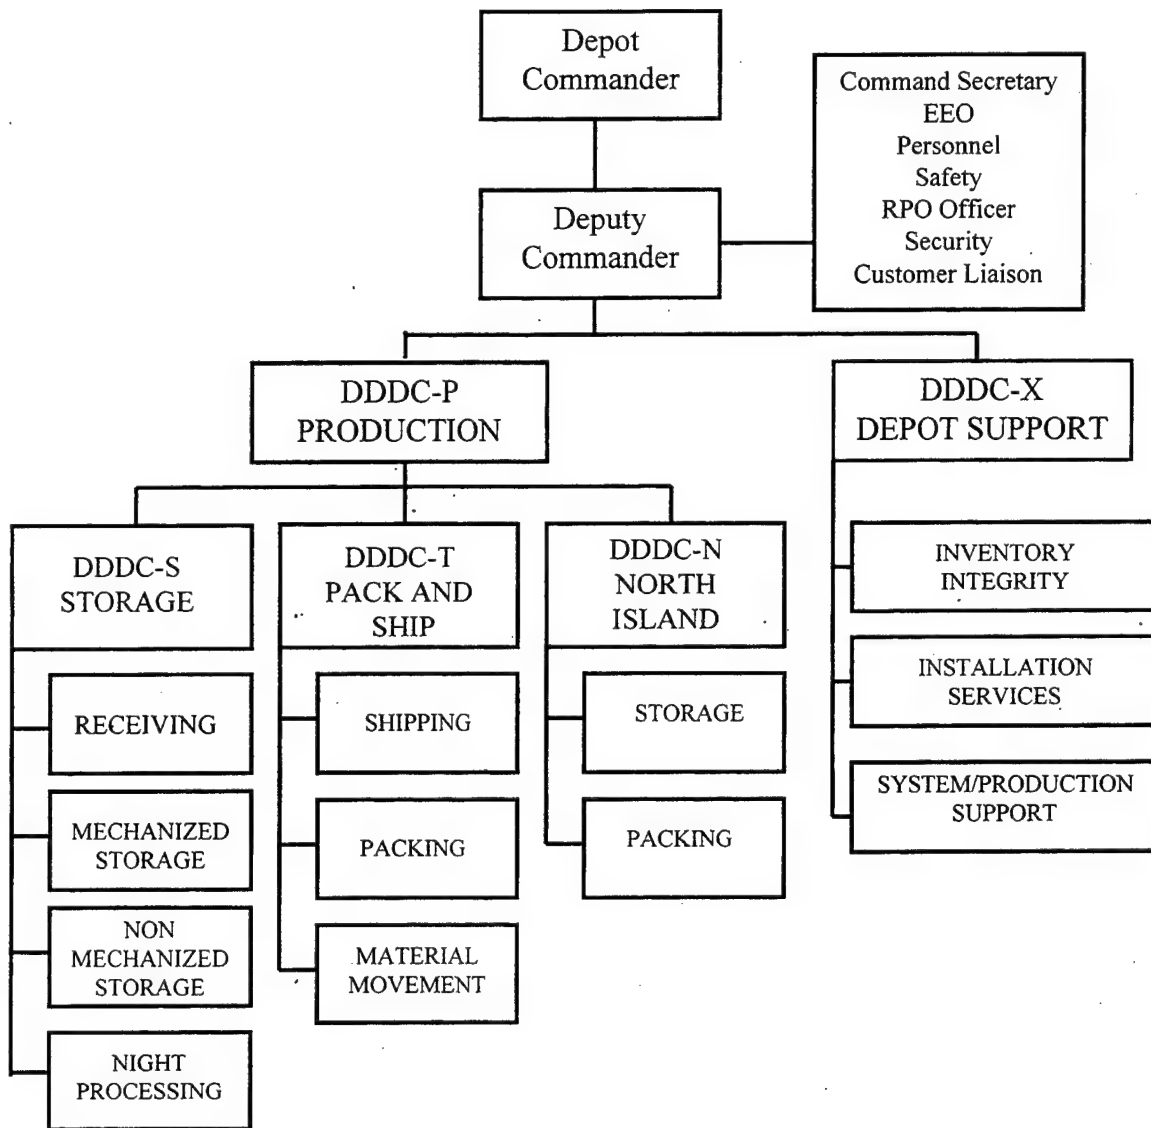 Depot
Commander
Command Secretary
EEO
Personnel
Safety
RPO Officer
Security
Customer Liaison
Deputy
Commander
DDDC-P
PRODUCTION
DDDC-X
DEPOT SUPPORT
DDDC-S
STORAGE
RECEIVING
MECHANIZED
STORAGE
NON
MECHANIZED
STORAGE
NIGHT
PROCESSING
DDDC-T
PACK AND
SHIP
SHIPPING
PACKING
MATERIAL
MOVEMENT
DDDC-N
NORTH
ISLAND
STORAGE
PACKING
INVENTORY
INTEGRITY
INSTALLATION
SERVICES
SYSTEM/PRODUCTION
SUPPORT